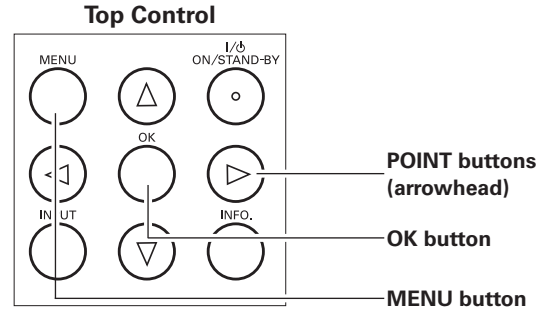 Top Control
I/⏻
MENU
ON/STAND-BY
OK
POINT buttons
(arrowhead)
INPUT
INFO.
OK button
MENU button